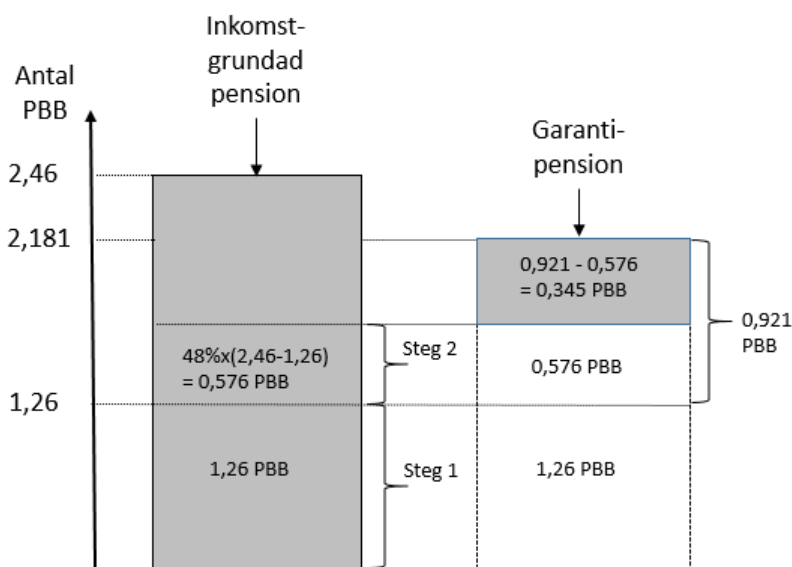 Inkomst-
grundad
pension
Antal
PBB
Garanti-
pension
2,46
2,181
0,921 - 0,576
= 0,345 PBB
0,921
PBB
48%x(2,46-1,26)
= 0,576 PBB
Steg 2
0,576 PBB
1,26
1,26 PBB
Steg 1
1,26 PBB